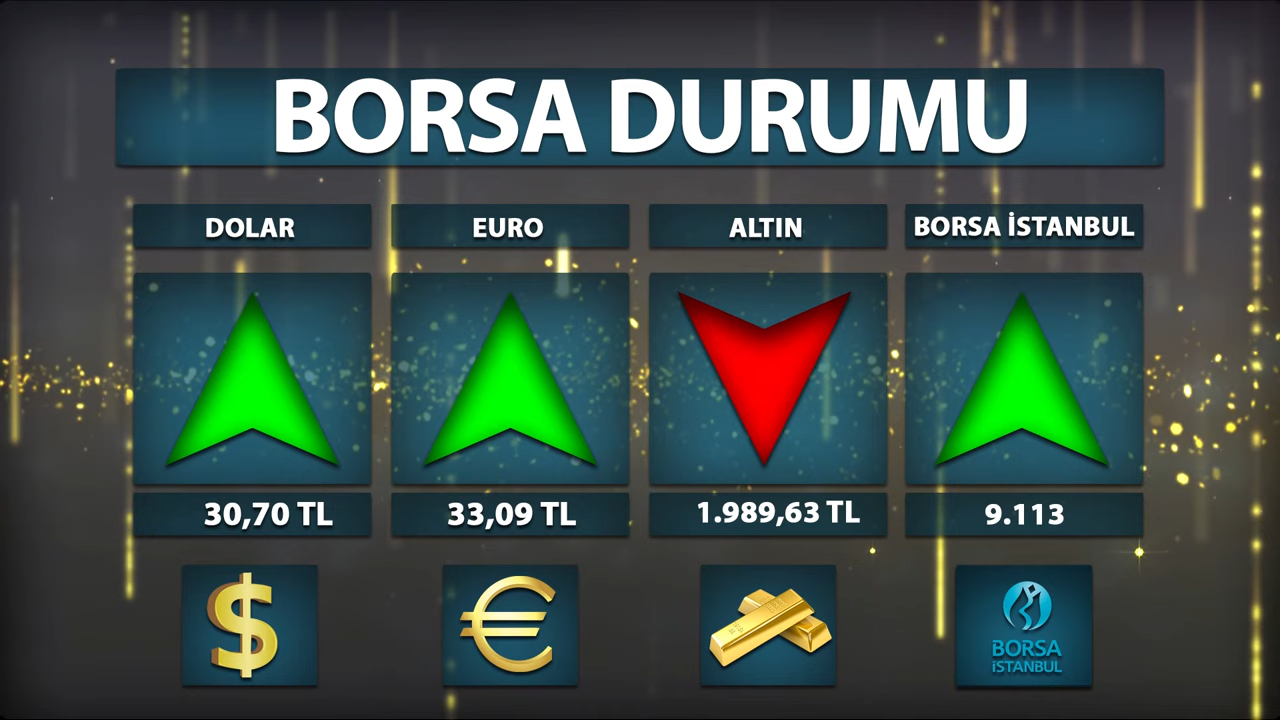 BORSA DURUMU
DOLAR
EURO
ALTIN
BORSA İSTANBUL
30,70 TL
33,09 TL
1.989,63 TL
9.113
BORSA
İSTANBUL